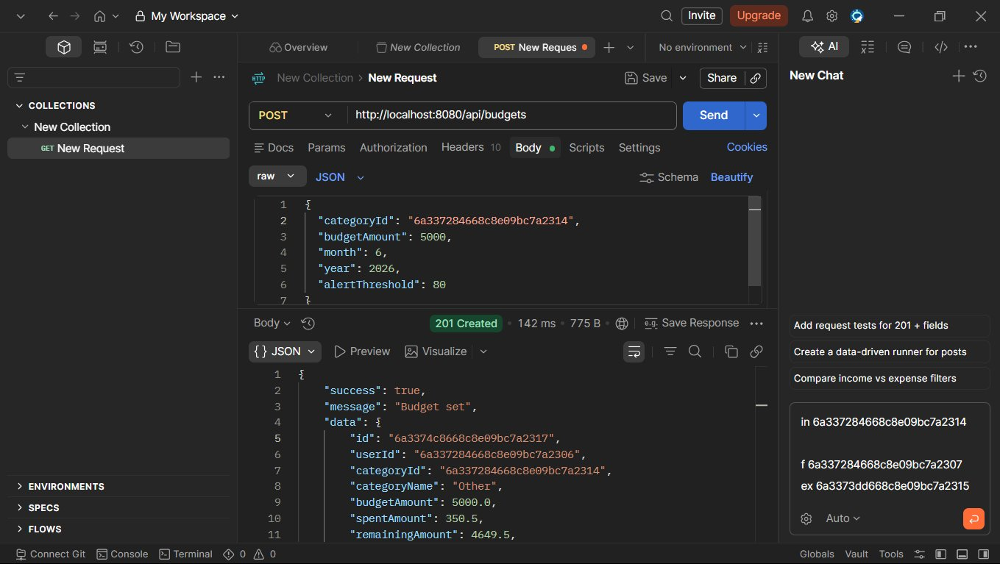 My Workspace
Invite
Upgrade
Overview
New Collection
POST New Reques
No environment
AI
HTTP New Collection > New Request
Save
Share
New Chat
COLLECTIONS
New Collection
GET New Request
POST
http://localhost:8080/api/budgets
Send
Docs
Params
Authorization
Headers 10
Body
Scripts
Settings
Cookies
raw
JSON
Schema
Beautify
1 {
2 "categoryId": "6a337284668c8e09bc7a2314",
3 "budgetAmount": 5000,
4 "month": 6,
5 "year": 2026,
6 "alertThreshold": 80
7 }
Body
201 Created
142 ms
775 B
e.g. Save Response
{} JSON
Preview
Visualize
1 {
2 "success": true,
3 "message": "Budget set",
4 "data": {
5 "id": "6a3374c8668c8e09bc7a2317",
6 "userId": "6a337284668c8e09bc7a2306",
7 "categoryId": "6a337284668c8e09bc7a2314",
8 "categoryName": "Other",
9 "budgetAmount": 5000.0,
10 "spentAmount": 350.5,
11 "remainingAmount": 4649.5,
Add request tests for 201 + fields
Create a data-driven runner for posts
Compare income vs expense filters
in 6a337284668c8e09bc7a2314
f 6a337284668c8e09bc7a2307
ex 6a3373dd668c8e09bc7a2315
Auto
ENVIRONMENTS
SPECS
FLOWS
Connect Git
Console
Terminal
0
0
Globals
Vault
Tools